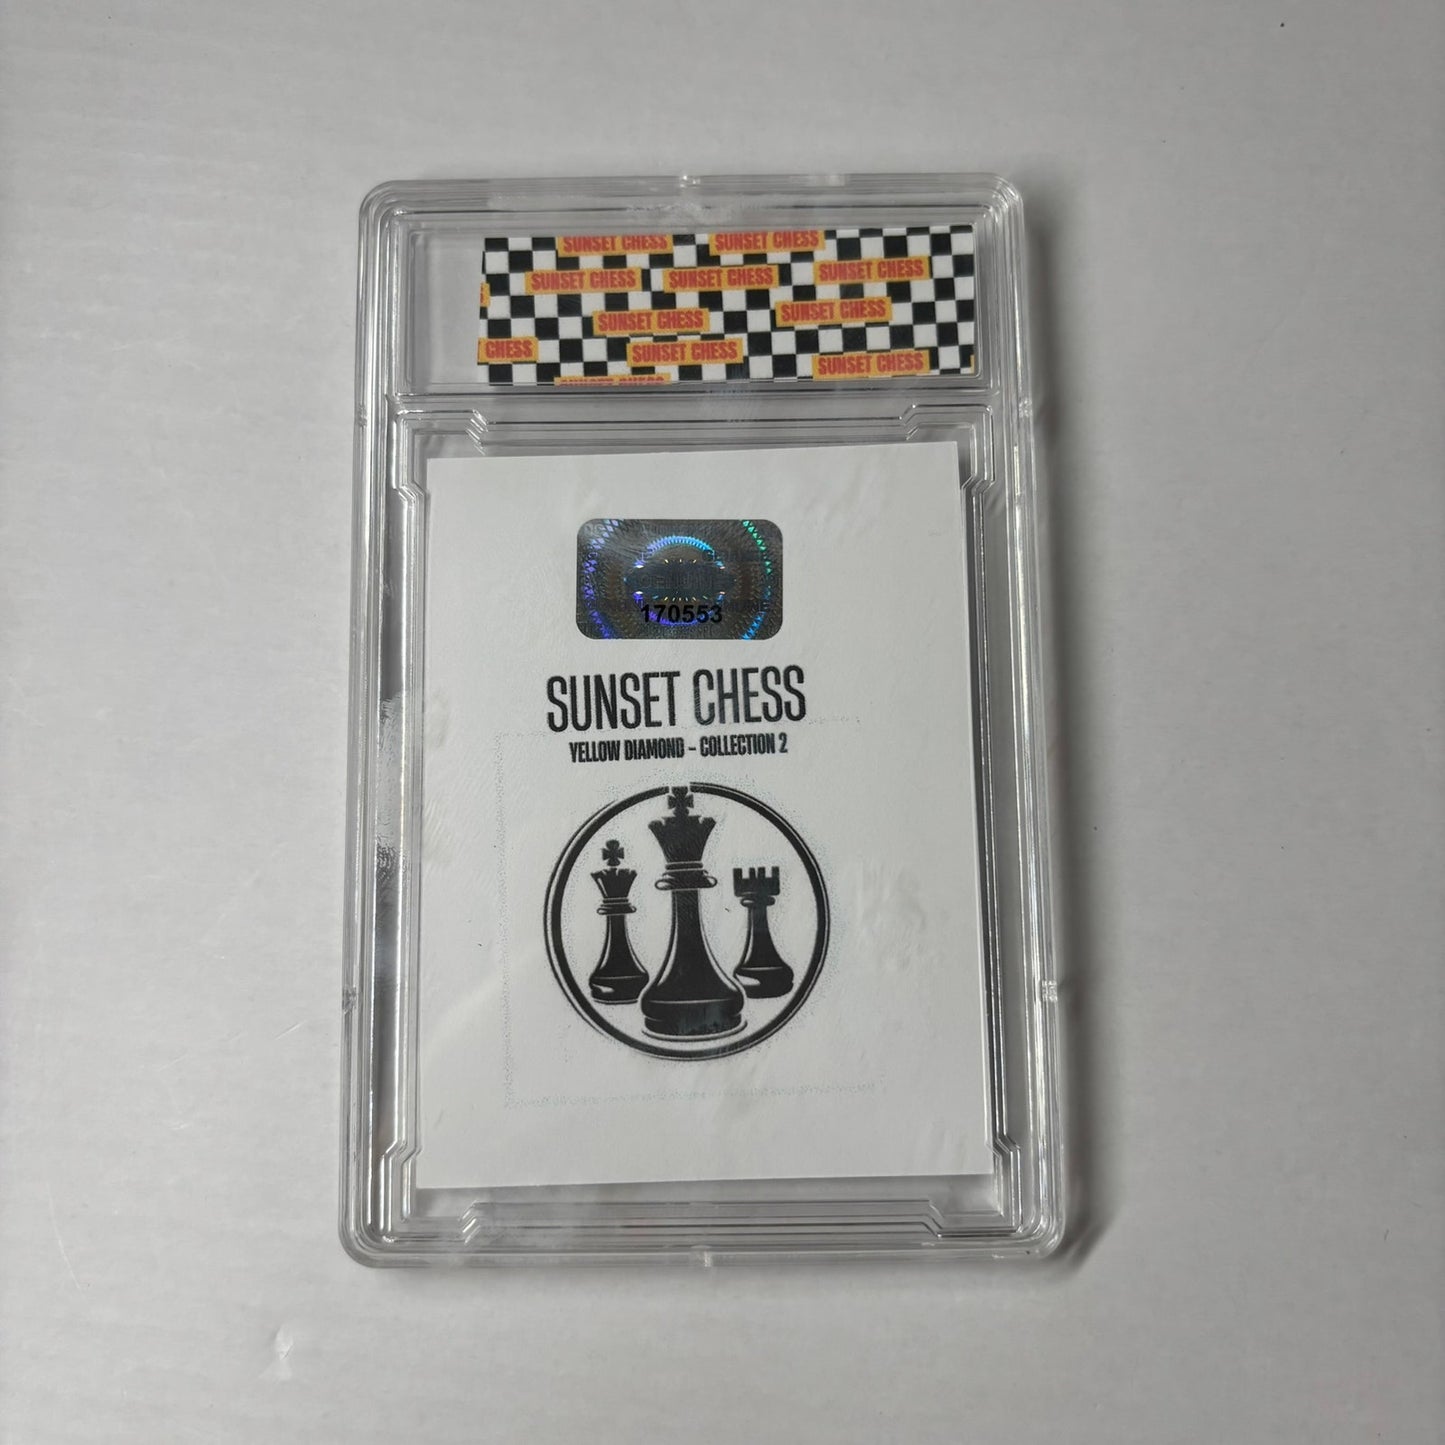 SUNSET CHESS SUNSET CHESS
SUNSET CHESS SUNSET CHESS SUNSET CHESS
SUNSET CHESS SUNSET CHESS
CHESS SUNSET CHESS SUNSET CHESS
SUNSET CHESS
GENUINE
170553
SUNSET CHESS
YELLOW DIAMOND – COLLECTION 2